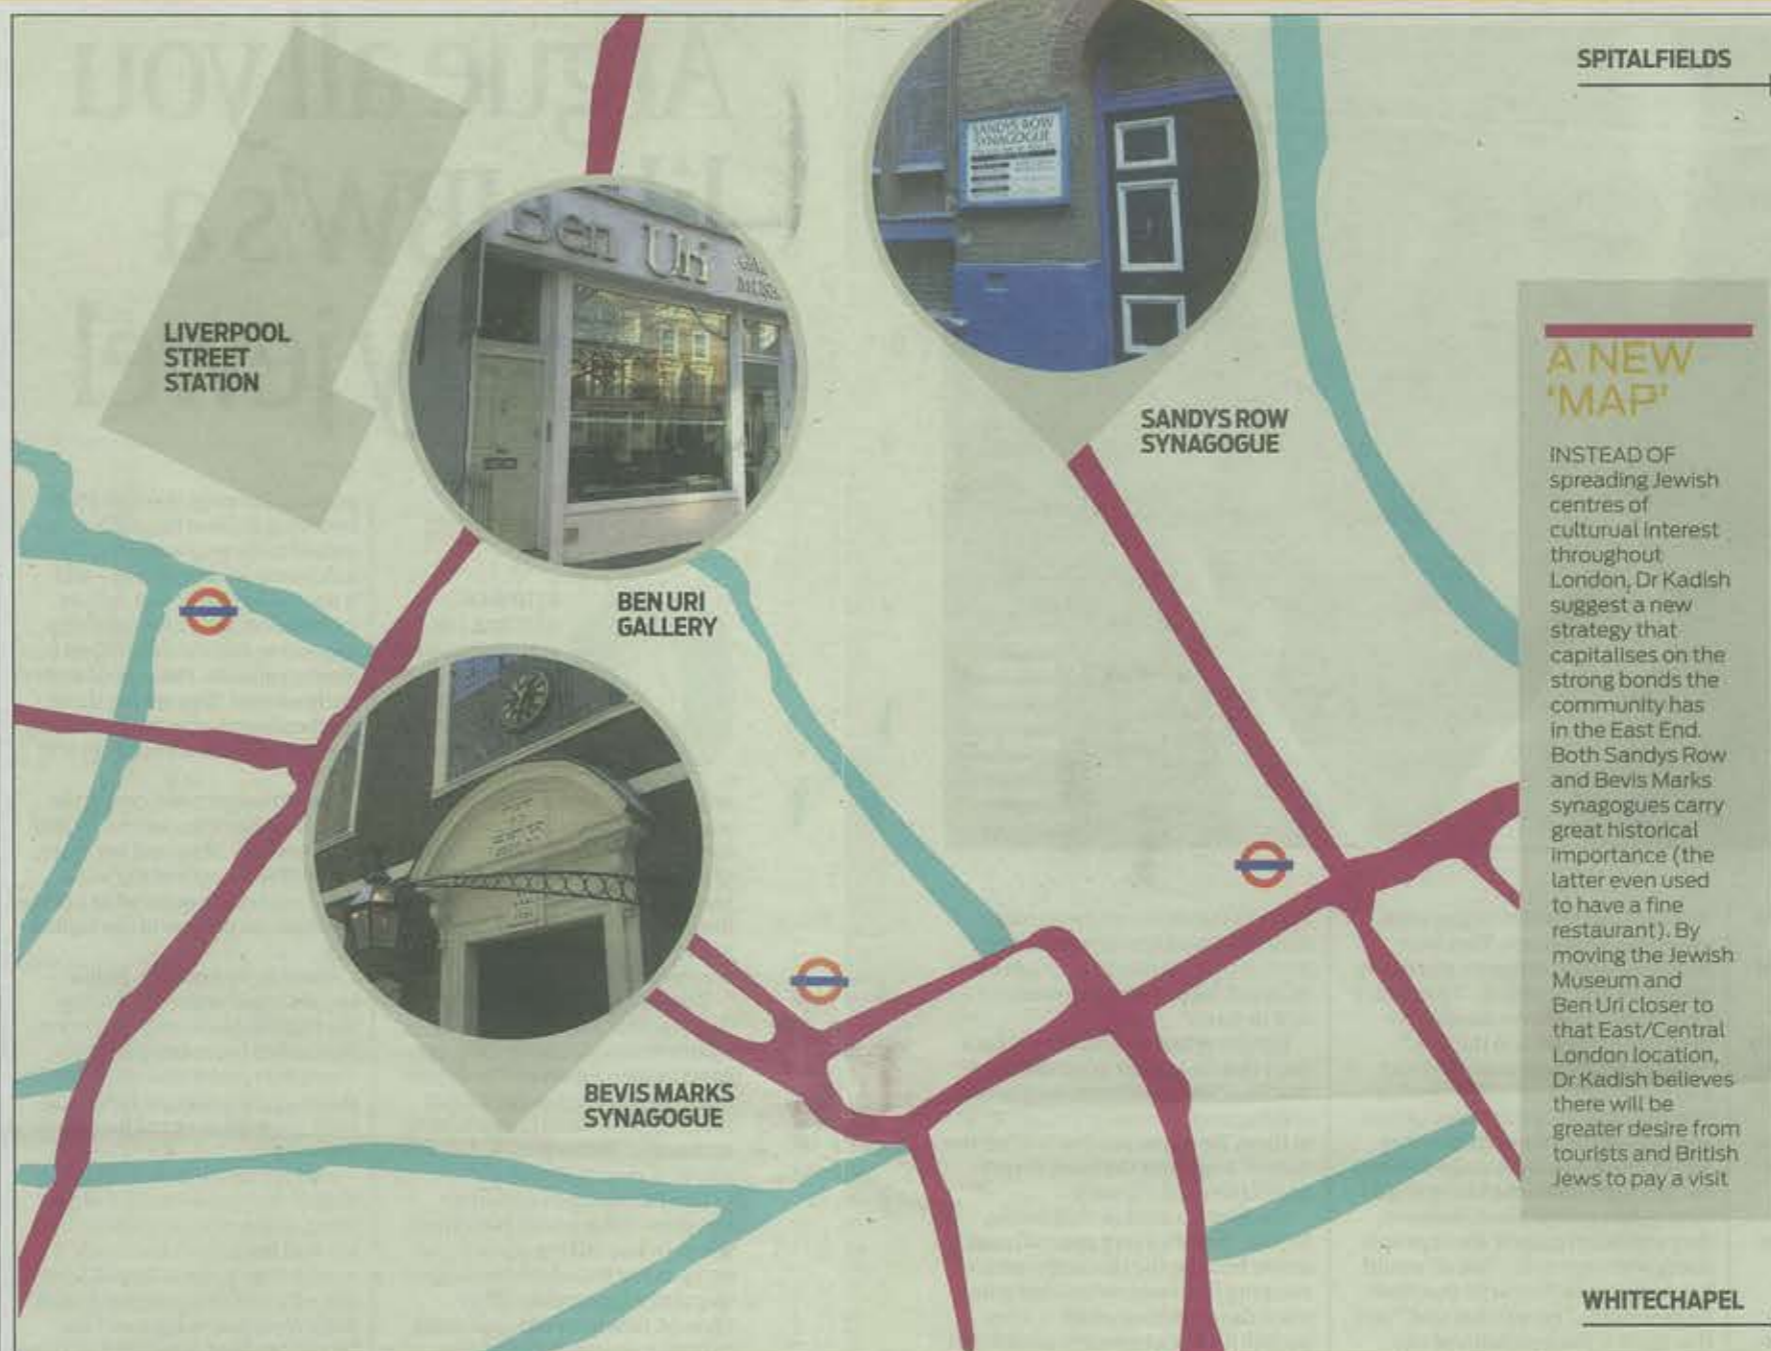 SPITALFIELDS
SANDYS ROW
SYNAGOGUE
Ben Uri
LIVERPOOL
STREET
STATION
SANDYS ROW
SYNAGOGUE
BEN URI
GALLERY
BEVIS MARKS
SYNAGOGUE
A NEW
'MAP'
INSTEAD OF
spreading Jewish
centres of
culturual interest
throughout
London, Dr Kadish
suggest a new
strategy that
capitalises on the
strong bonds the
community has
in the East End.
Both Sandys Row
and Bevis Marks
synagogues carry
great historical
importance (the
latter even used
to have a fine
restaurant). By
moving the Jewish
Museum and
Ben Uri closer to
that East/Central
London location,
Dr Kadish believes
there will be
greater desire from
tourists and British
Jews to pay a visit
WHITECHAPEL